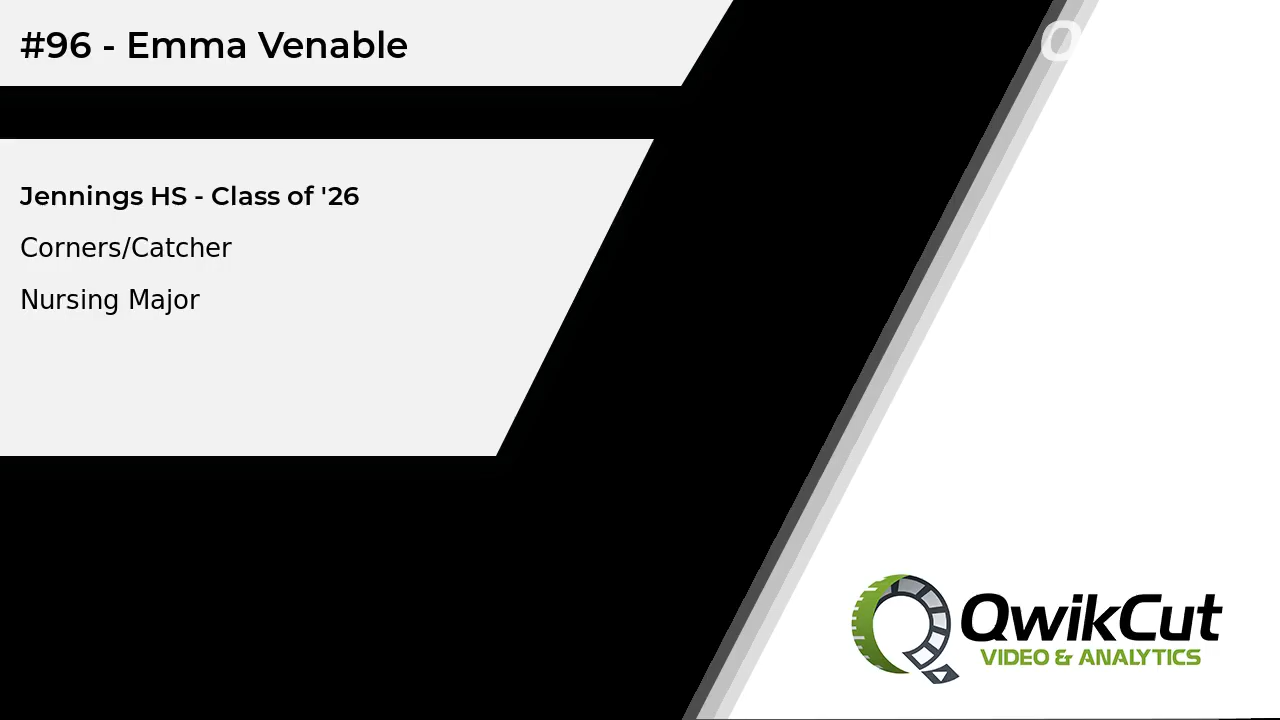 #96 - Emma Venable
Jennings HS - Class of '26
Corners/Catcher
Nursing Major
QwikCut
VIDEO & ANALYTICS